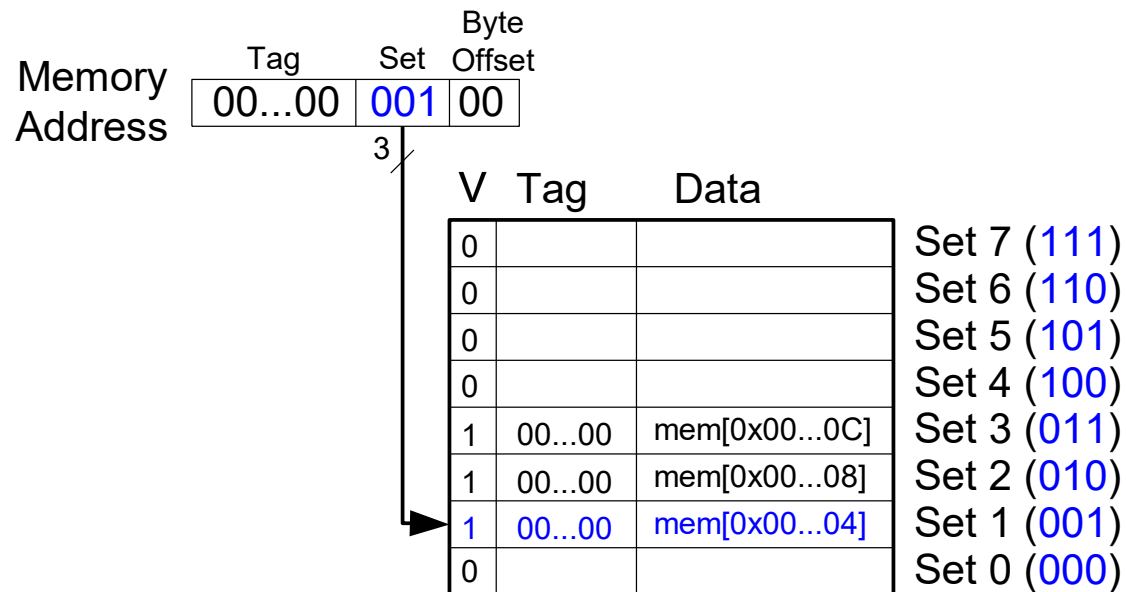 Byte
Tag Set Offset
Memory Address
00...00 001 00
3
V Tag Data
0 Set 7 (111)
0 Set 6 (110)
0 Set 5 (101)
0 Set 4 (100)
1 00...00 mem[0x00...0C] Set 3 (011)
1 00...00 mem[0x00...08] Set 2 (010)
1 00...00 mem[0x00...04] Set 1 (001)
0 Set 0 (000)